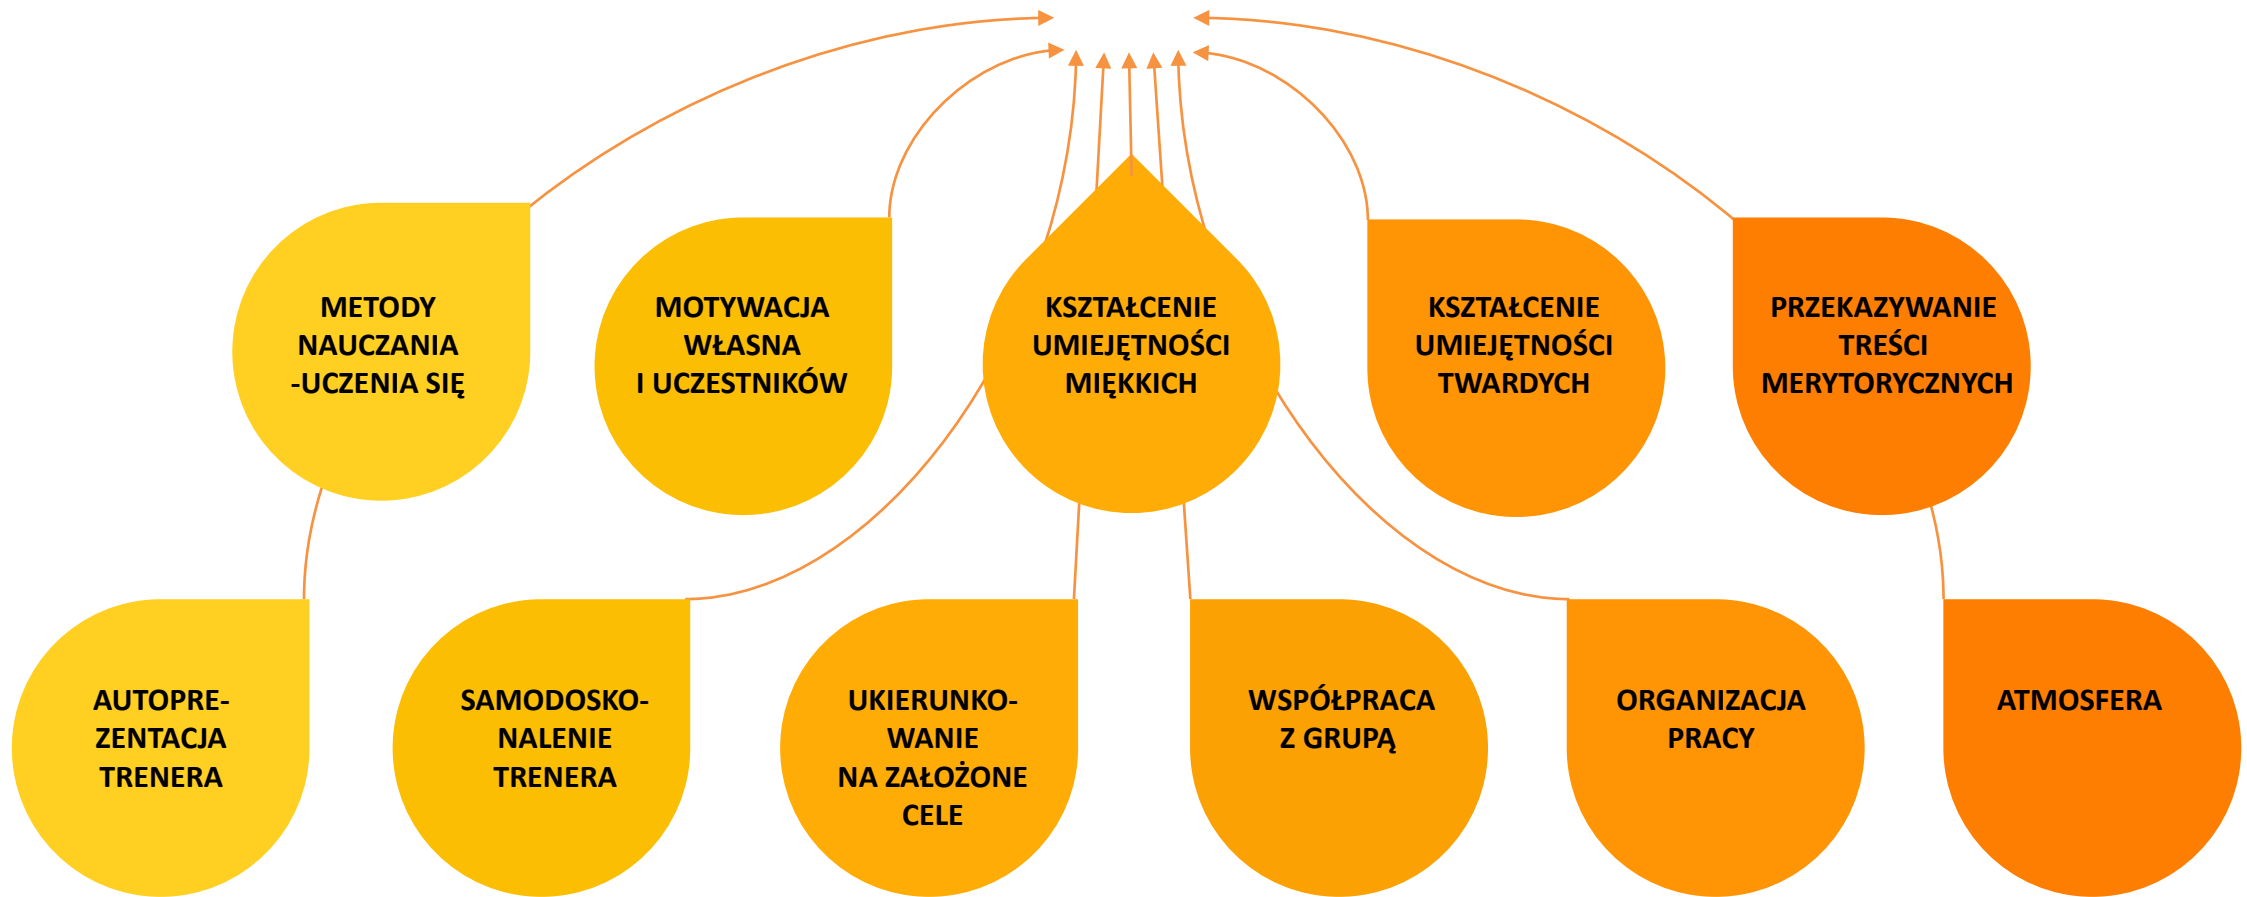 METODY
NAUCZANIA
-UCZENIA SIĘ
MOTYWACJA
WŁASNA
I UCZESTNIKÓW
KSZTAŁCENIE
UMIEJĘTNOŚCI
MIĘKKICH
KSZTAŁCENIE
UMIEJĘTNOŚCI
TWARDYCH
PRZEKAZYWANIE
TREŚCI
MERYTORYCZNYCH
AUTOPRE-
ZENTACJA
TRENERA
SAMODOSKO-
NALENIE
TRENERA
UKIERUNKO-
WANIE
NA ZAŁOŻONE
CELE
WSPÓŁPRACA
Z GRUPĄ
ORGANIZACJA
PRACY
ATMOSFERA